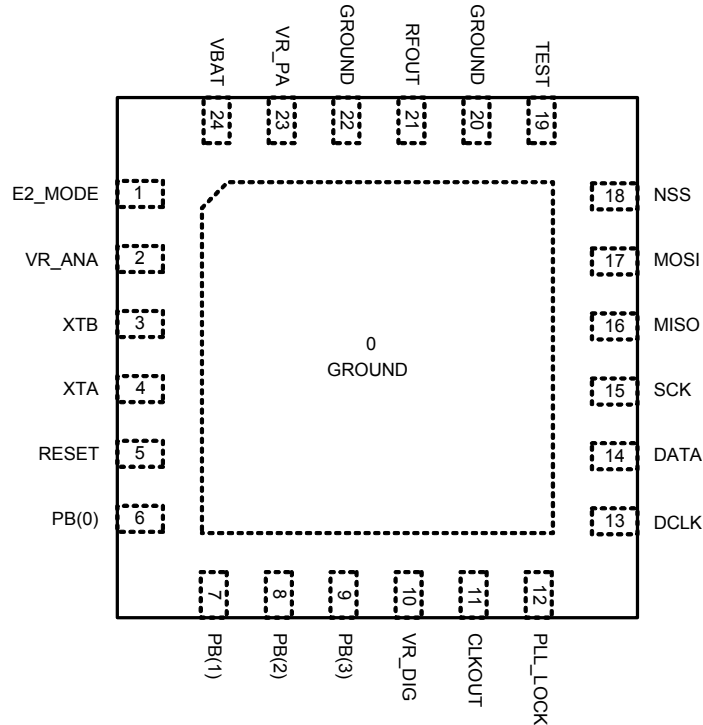 VBAT
VR_PA
GROUND
RFOUT
GROUND
TEST
24
23
22
21
20
19
E2_MODE
1
VR_ANA
2
XTB
3
XTA
4
RESET
5
PB(0)
6
0
GROUND
18
NSS
17
MOSI
16
MISO
15
SCK
14
DATA
13
DCLK
7
8
9
10
11
12
PB(1)
PB(2)
PB(3)
VR_DIG
CLKOUT
PLL_LOCK